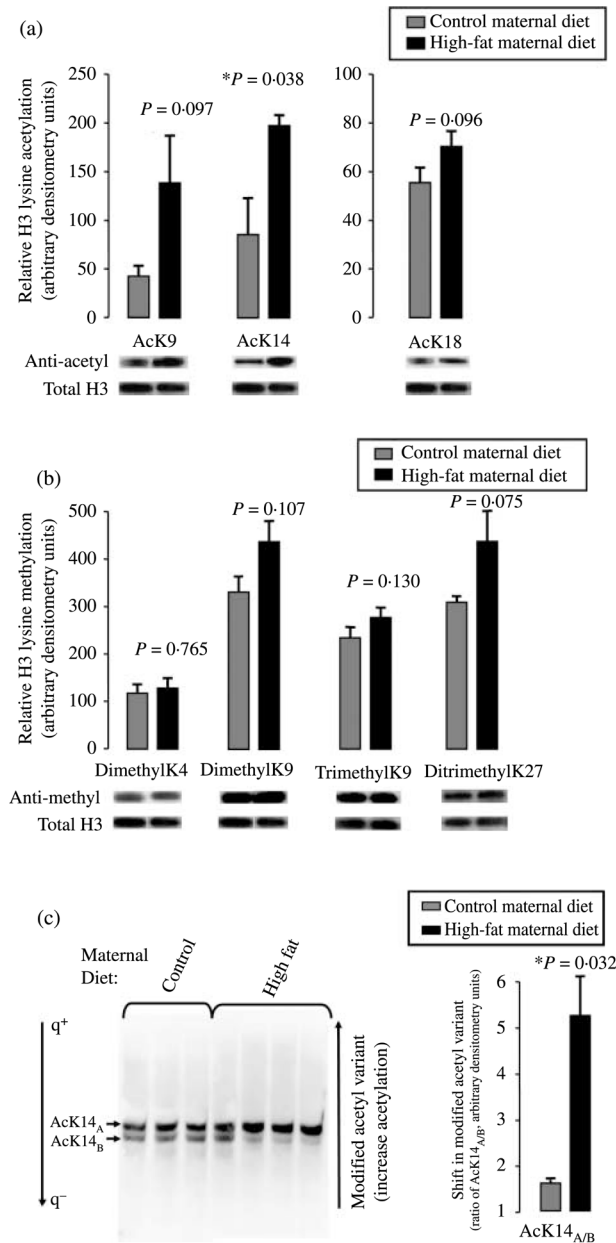 (a)
Control maternal diet
High-fat maternal diet
Relative H3 lysine acetylation
(arbitrary densitometry units)
250
200
150
100
50
0
P = 0·097
*P = 0·038
100
80
60
40
20
0
P = 0·096
AcK9 AcK14 AcK18
Anti-acetyl
Total H3
(b)
Control maternal diet
High-fat maternal diet
Relative H3 lysine methylation
(arbitrary densitometry units)
500
400
300
200
100
0
P = 0·765
P = 0·107
P = 0·130
P = 0·075
DimethylK4 DimethylK9 TrimethylK9 DitrimethylK27
Anti-methyl
Total H3
(c)
Maternal
Diet:
Control
High fat
q+
AcK14A
AcK14B
q−
Modified acetyl variant
(increase acetylation)
Control maternal diet
High-fat maternal diet
Shift in modified acetyl variant
(ratio of AcK14A/B, arbitrary densitometry units)
*P = 0·032
6
5
4
3
2
1
AcK14A/B